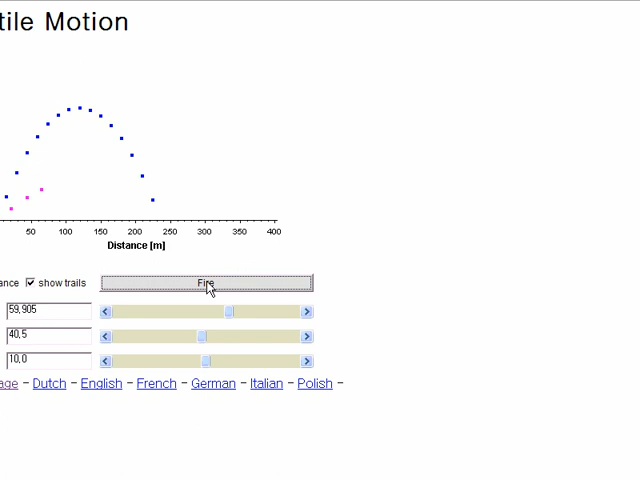 tile Motion
50 100 150 200 250 300 350 400
Distance [m]
ance show trails Fire
59,905
40,5
10,0
age - Dutch - English - French - German - Italian - Polish -